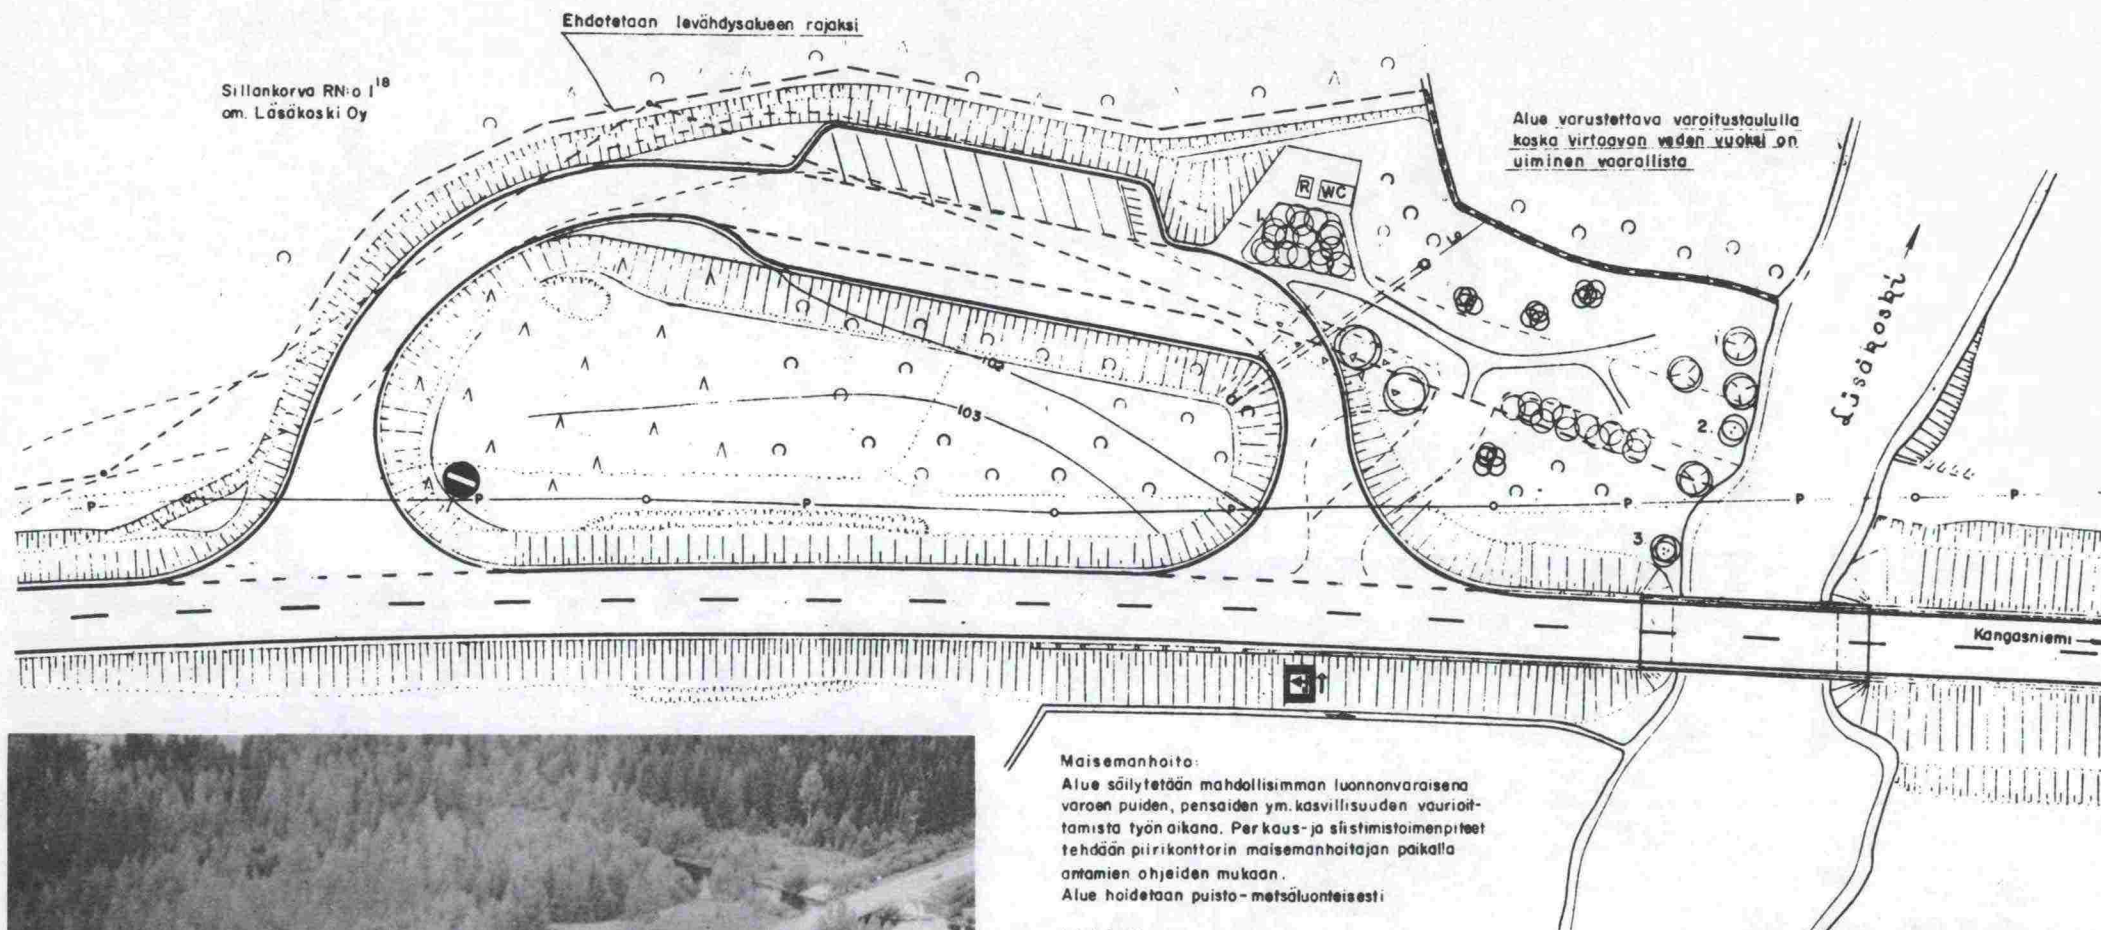 Ehdotetaan levähdysalueen rajaksi
Sillankorva RN:o 1¹⁸
om. Läsäkoski Oy
Alue varustettava varoitustaululla
koska virtaavan veden vuoksi on
uiminen vaarallista
R WC
1.
102
103
2.
3
P P P P P P P
Läsäkoski
Kangasniemi
Maisemanhoito:
Alue säilytetään mahdollisimman luonnonvaraisena
varoen puiden, pensaiden ym. kasvillisuuden vaurioit-
tamista työn aikana. Perkaus- ja siistimistoimenpiteet
tehdään piirikonttorin maisemanhoitajan paikalla
antamien ohjeiden mukaan.
Alue hoidetaan puisto-metsäluonteisesti